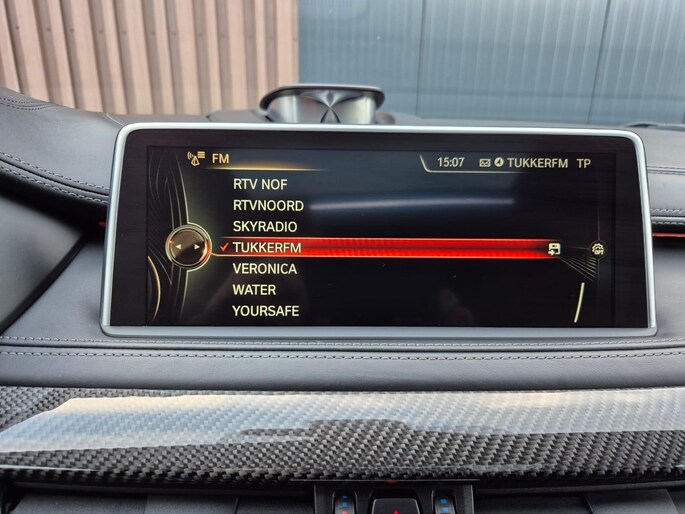 FM
15:07 TUKKERFM TP
RTV NOF
RTVNOORD
SKYRADIO
TUKKERFM
VERONICA
WATER
YOURSAFE